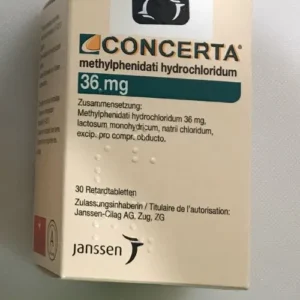 CONCERTA®
methylphenidati hydrochloridum
36 mg
Zusammensetzung:
Methylphenidati hydrochloridum 36 mg,
lactosum monohydricum, natrii chloridum,
excip. pro compr. obducto.
30 Retardtabletten
Zulassungsinhaberin / Titulaire de l'autorisation:
Janssen-Cilag AG, Zug, ZG
janssen